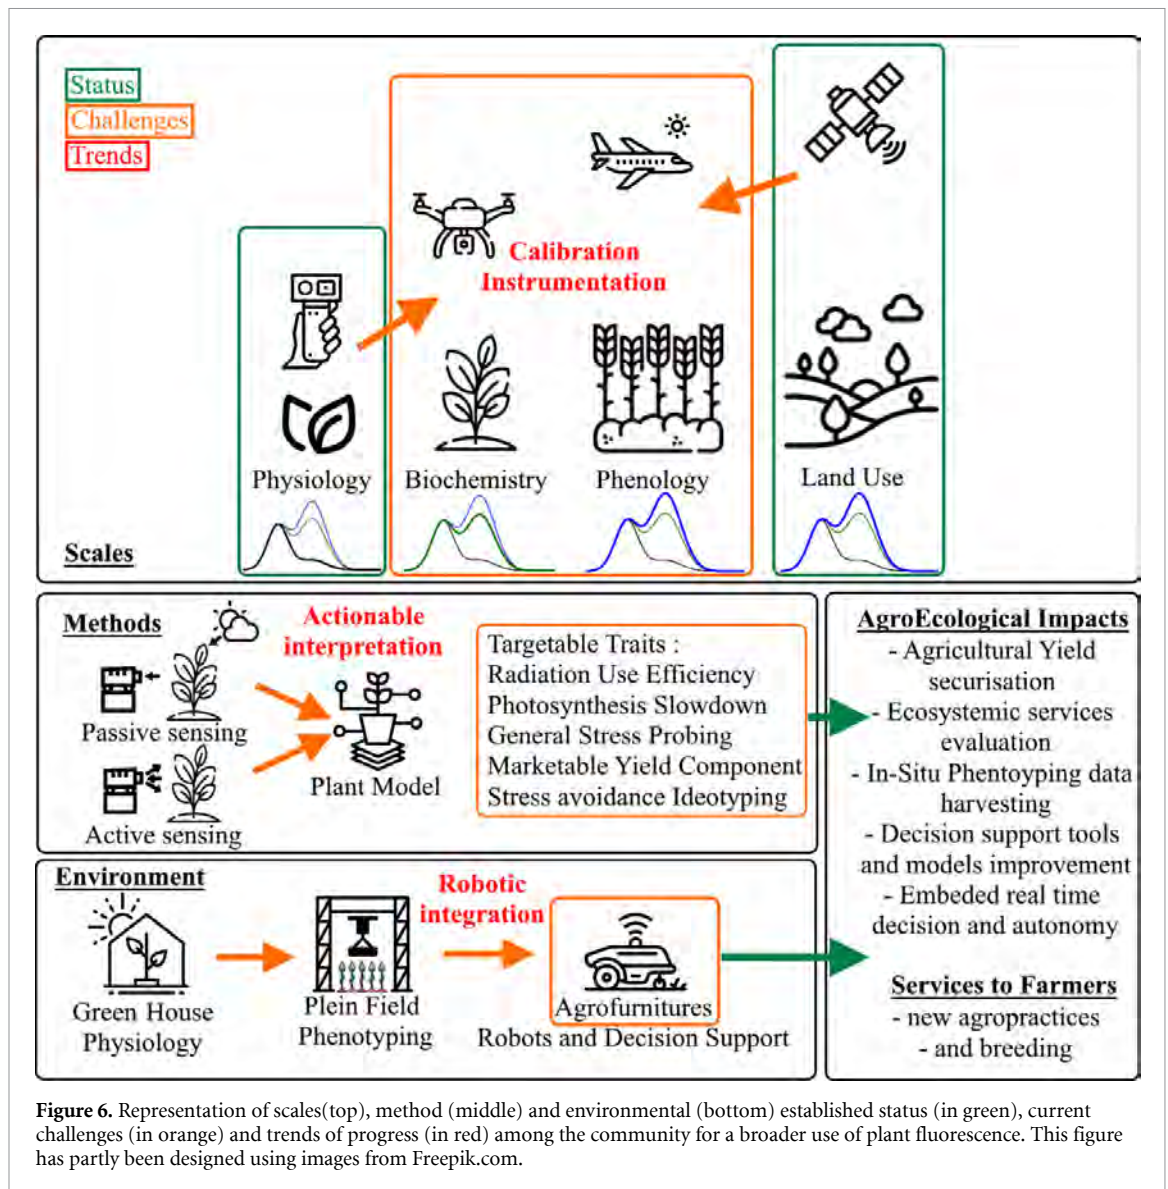 Status
Challenges
Trends
Calibration
Instrumentation
Physiology
Biochemistry
Phenology
Land Use
Scales
Methods
Passive sensing
Active sensing
Actionable
interpretation
Plant Model
Targetable Traits :
Radiation Use Efficiency
Photosynthesis Slowdown
General Stress Probing
Marketable Yield Component
Stress avoidance Ideotyping
Environment
Green House
Physiology
Plein Field
Phenotyping
Robotic
integration
Agrofurnitures
Robots and Decision Support
AgroEcological Impacts
- Agricultural Yield
securisation
- Ecosystemic services
evaluation
- In-Situ Phentoyping data
harvesting
- Decision support tools
and models improvement
- Embeded real time
decision and autonomy
Services to Farmers
- new agropractices
- and breeding
Figure 6. Representation of scales(top), method (middle) and environmental (bottom) established status (in green), current
challenges (in orange) and trends of progress (in red) among the community for a broader use of plant fluorescence. This figure
has partly been designed using images from Freepik.com.